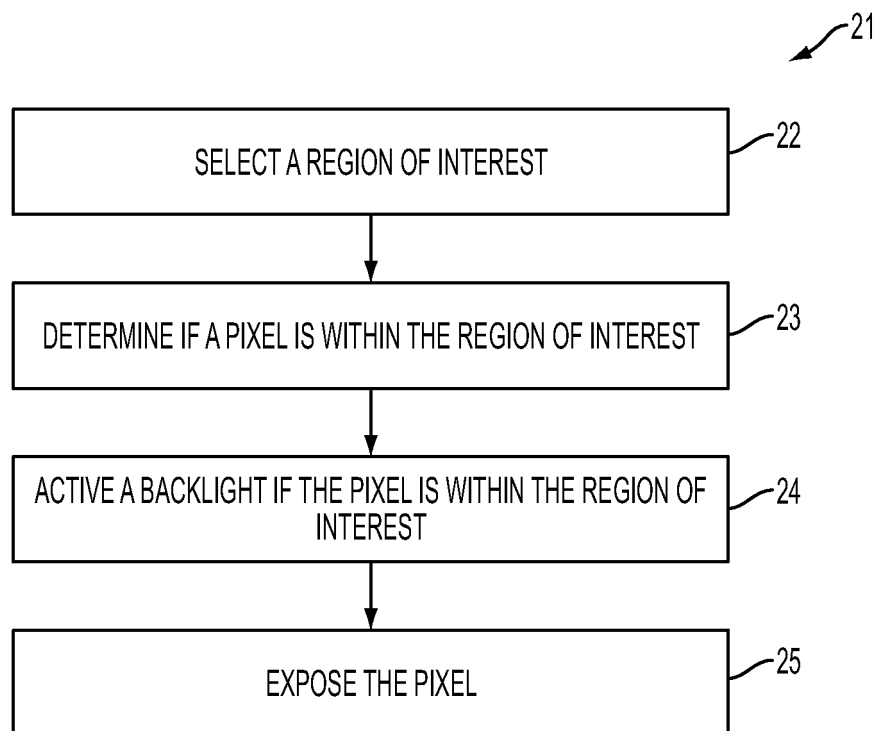 21
SELECT A REGION OF INTEREST
22
DETERMINE IF A PIXEL IS WITHIN THE REGION OF INTEREST
23
ACTIVE A BACKLIGHT IF THE PIXEL IS WITHIN THE REGION OF
INTEREST
24
EXPOSE THE PIXEL
25